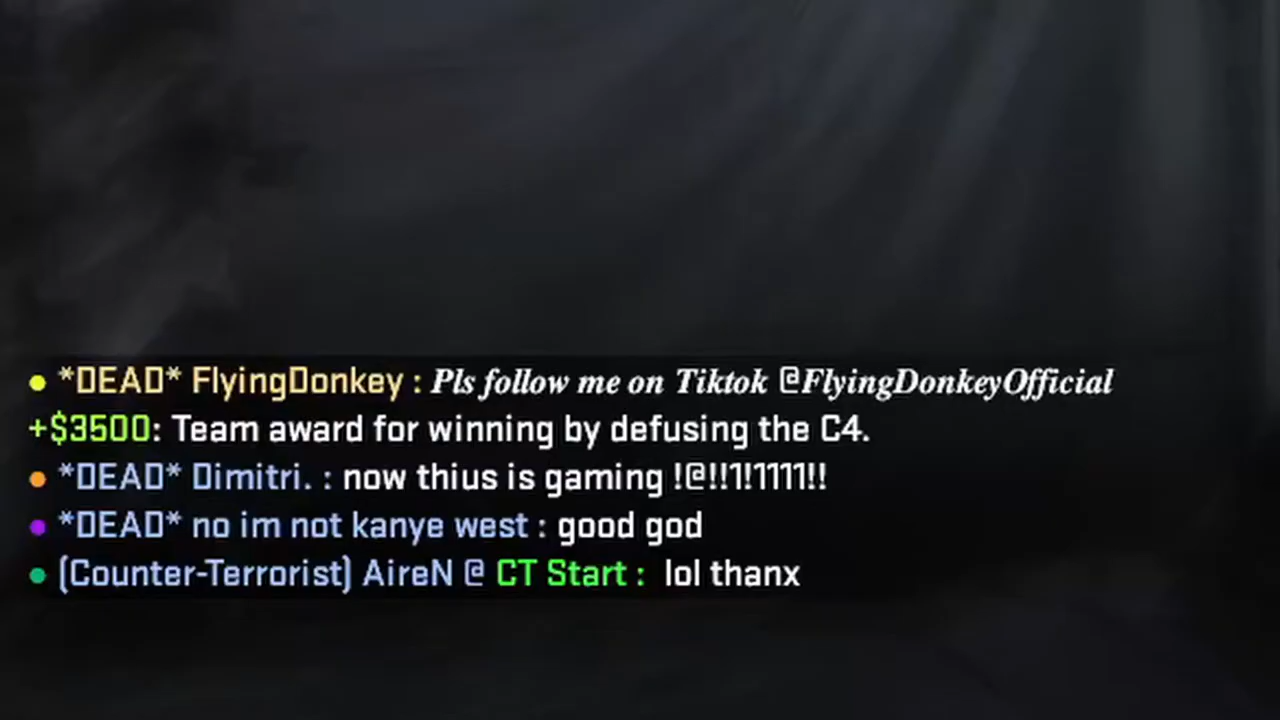 *DEAD* FlyingDonkey : Pls follow me on Tiktok @FlyingDonkeyOfficial
+$3500: Team award for winning by defusing the C4.
*DEAD* Dimitri. : now thius is gaming !@!!1!1111!!
*DEAD* no im not kanye west : good god
(Counter-Terrorist) AireN @ CT Start : lol thanx